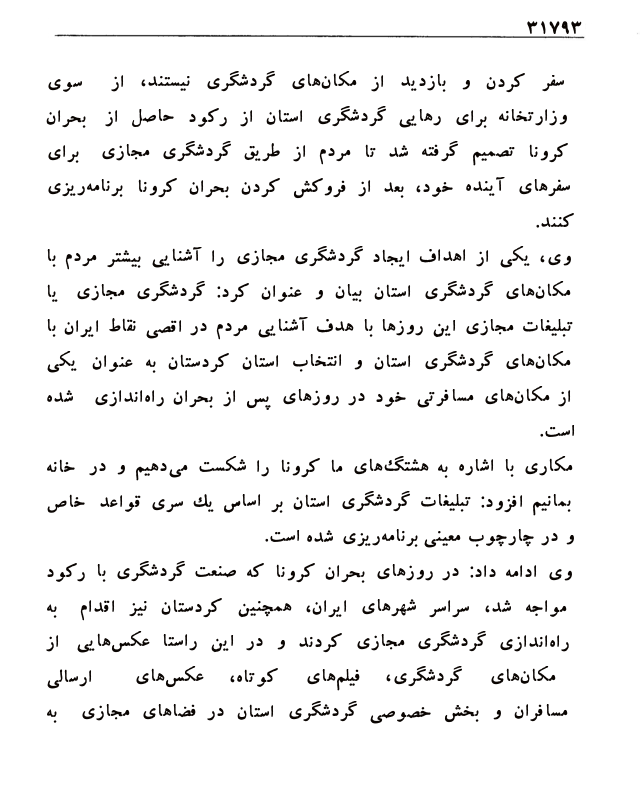 ۳۱۷۹۳
سفر کردن و بازدید از مکان‌های گردشگری نیستند، از سوی
وزارتخانه برای رهایی گردشگری استان از رکود حاصل از بحران
کرونا تصمیم گرفته شد تا مردم از طریق گردشگری مجازی برای
سفرهای آینده خود، بعد از فروکش کردن بحران کرونا برنامه‌ریزی
کنند.
وی، یکی از اهداف ایجاد گردشگری مجازی را آشنایی بیشتر مردم با
مکان‌های گردشگری استان بیان و عنوان کرد: گردشگری مجازی یا
تبلیغات مجازی این روزها با هدف آشنایی مردم در اقصی نقاط ایران با
مکان‌های گردشگری استان و انتخاب استان کردستان به عنوان یکی
از مکان‌های مسافرتی خود در روزهای پس از بحران راه‌اندازی شده
است.
مکاری با اشاره به هشتگ‌های ما کرونا را شکست می‌دهیم و در خانه
بمانیم افزود: تبلیغات گردشگری استان بر اساس یك سری قواعد خاص
و در چارچوب معینی برنامه‌ریزی شده است.
وی ادامه داد: در روزهای بحران کرونا که صنعت گردشگری با رکود
مواجه شد، سراسر شهرهای ایران، همچنین کردستان نیز اقدام به
راه‌اندازی گردشگری مجازی کردند و در این راستا عکس‌هایی از
مکان‌های گردشگری، فیلم‌های کوتاه، عکس‌های ارسالی
مسافران و بخش خصوصی گردشگری استان در فضاهای مجازی به